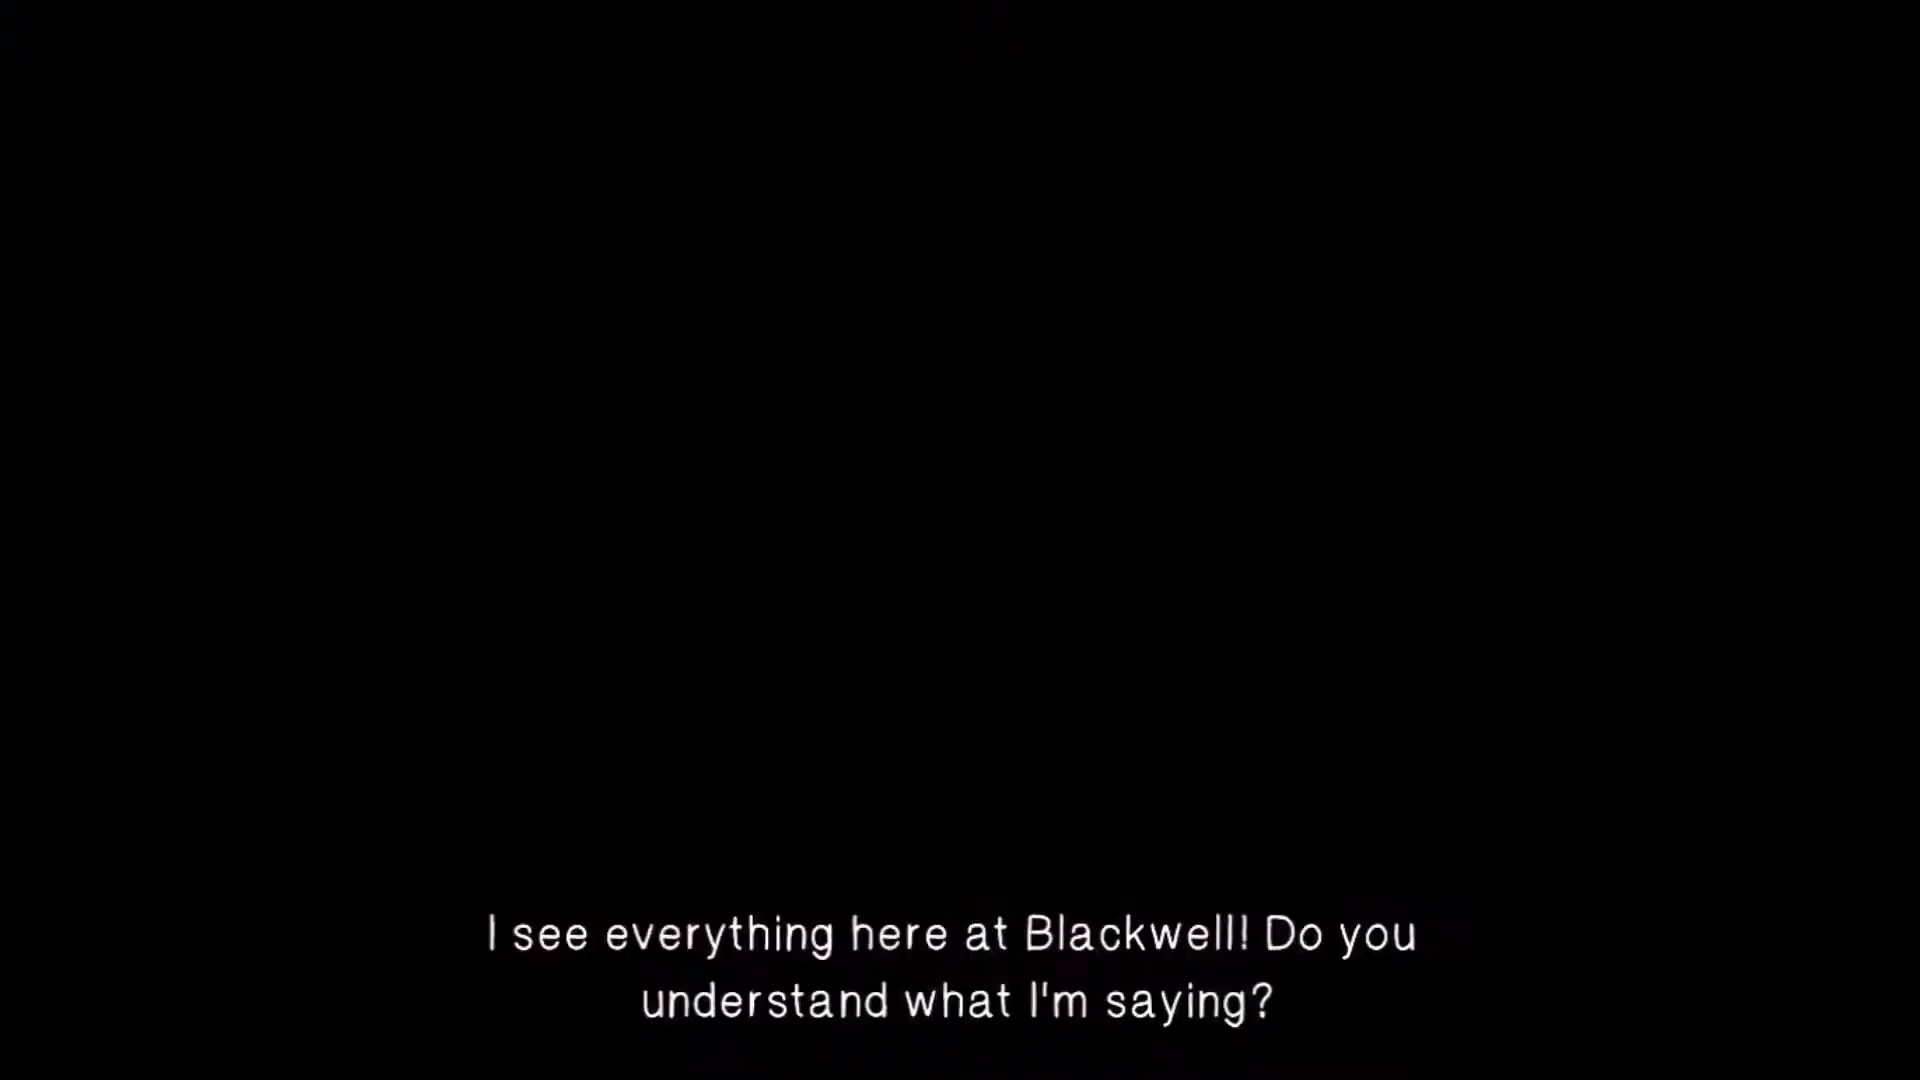 I see everything here at Blackwell! Do you
understand what I'm saying?